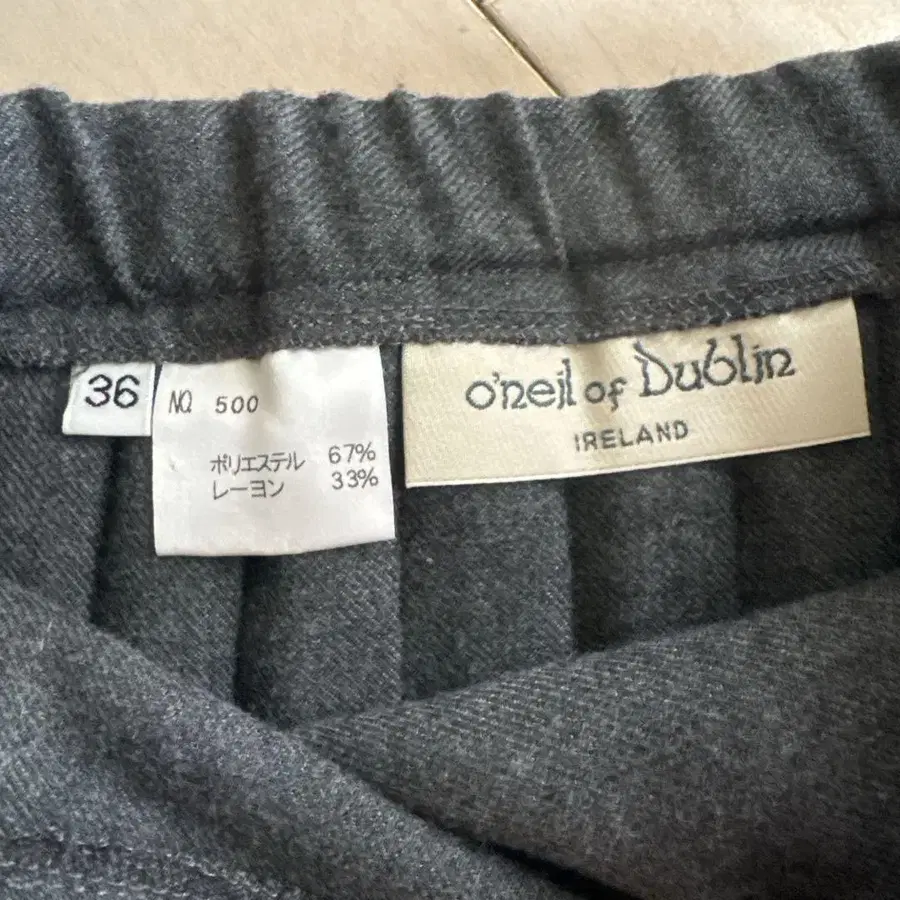 36
NO. 500
ポリエステル 67%
レーヨン 33%
o'neil of Dublin
IRELAND